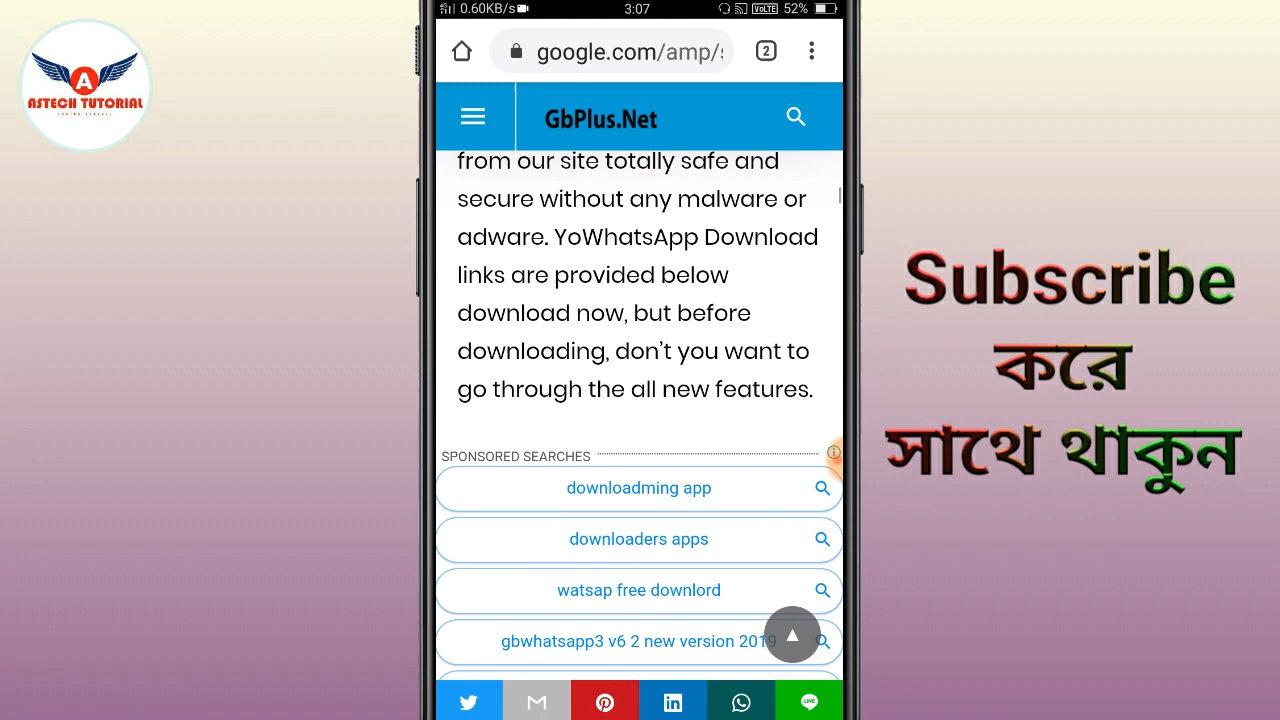 0.60KB/s
3:07
VoLTE
52%
google.com/amp/s
2
A
ASTECH TUTORIAL
GbPlus.Net
from our site totally safe and
secure without any malware or
adware. YoWhatsApp Download
links are provided below
download now, but before
downloading, don't you want to
go through the all new features.
SPONSORED SEARCHES
downloadming app
downloaders apps
watsap free downlord
gbwhatsapp3 v6 2 new version 2019
LINE
Subscribe
করে
সাথে থাকুন